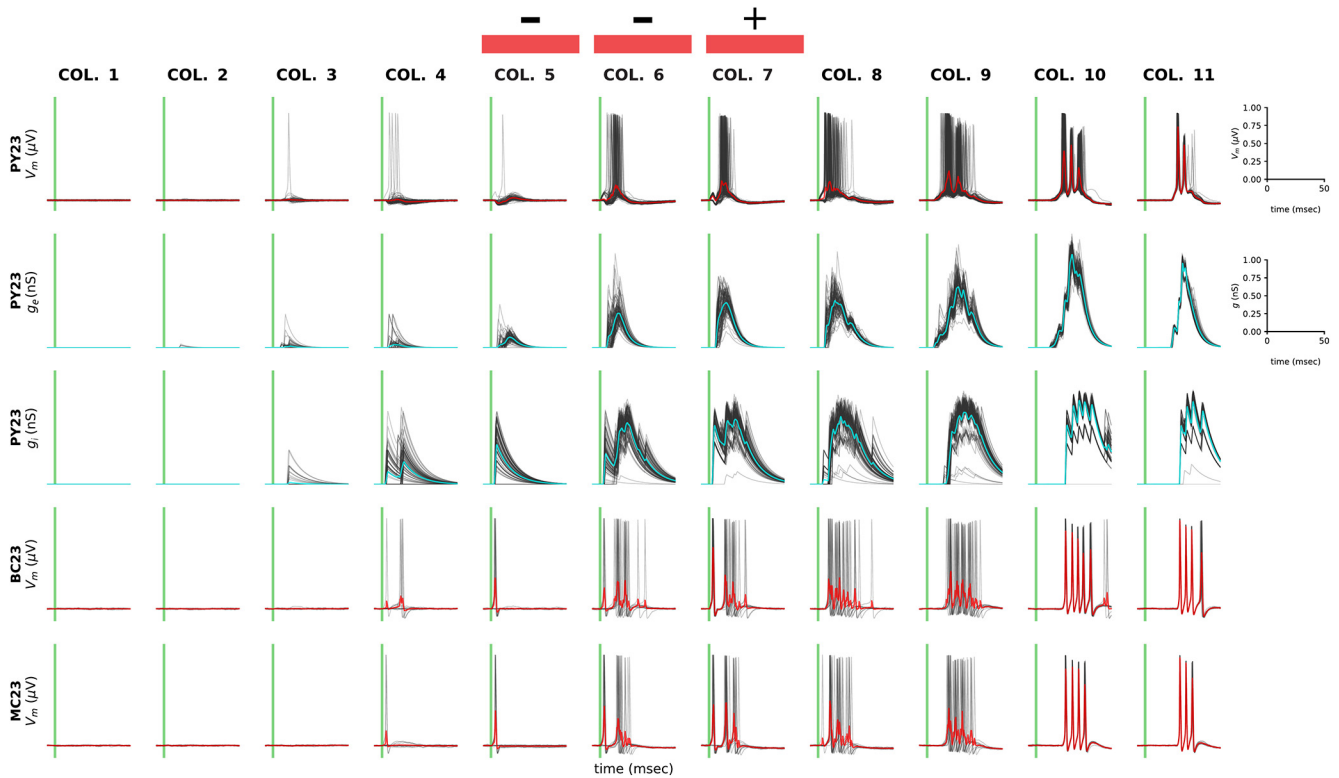 − − +
COL. 1 COL. 2 COL. 3 COL. 4 COL. 5 COL. 6 COL. 7 COL. 8 COL. 9 COL. 10 COL. 11
PY23
Vm (μV)
1.00
0.75
0.50
0.25
0.00
Vm (μV)
0 50
time (msec)
PY23
ge(nS)
1.00
0.75
0.50
0.25
0.00
g (nS)
0 50
time (msec)
PY23
gi (nS)
BC23
Vm (μV)
MC23
Vm (μV)
time (msec)